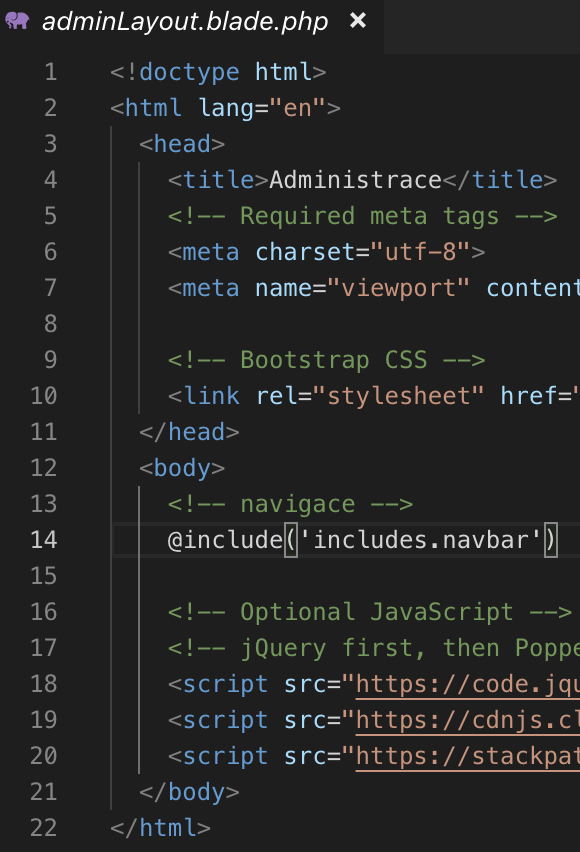 adminLayout.blade.php ×
1 <!doctype html>
2 <html lang="en">
3 <head>
4 <title>Administrace</title>
5 <!-- Required meta tags -->
6 <meta charset="utf-8">
7 <meta name="viewport" content
8
9 <!-- Bootstrap CSS -->
10 <link rel="stylesheet" href="
11 </head>
12 <body>
13 <!-- navigace -->
14 @include('includes.navbar')
15
16 <!-- Optional JavaScript -->
17 <!-- jQuery first, then Poppe
18 <script src="https://code.jqu
19 <script src="https://cdnjs.cl
20 <script src="https://stackpat
21 </body>
22 </html>